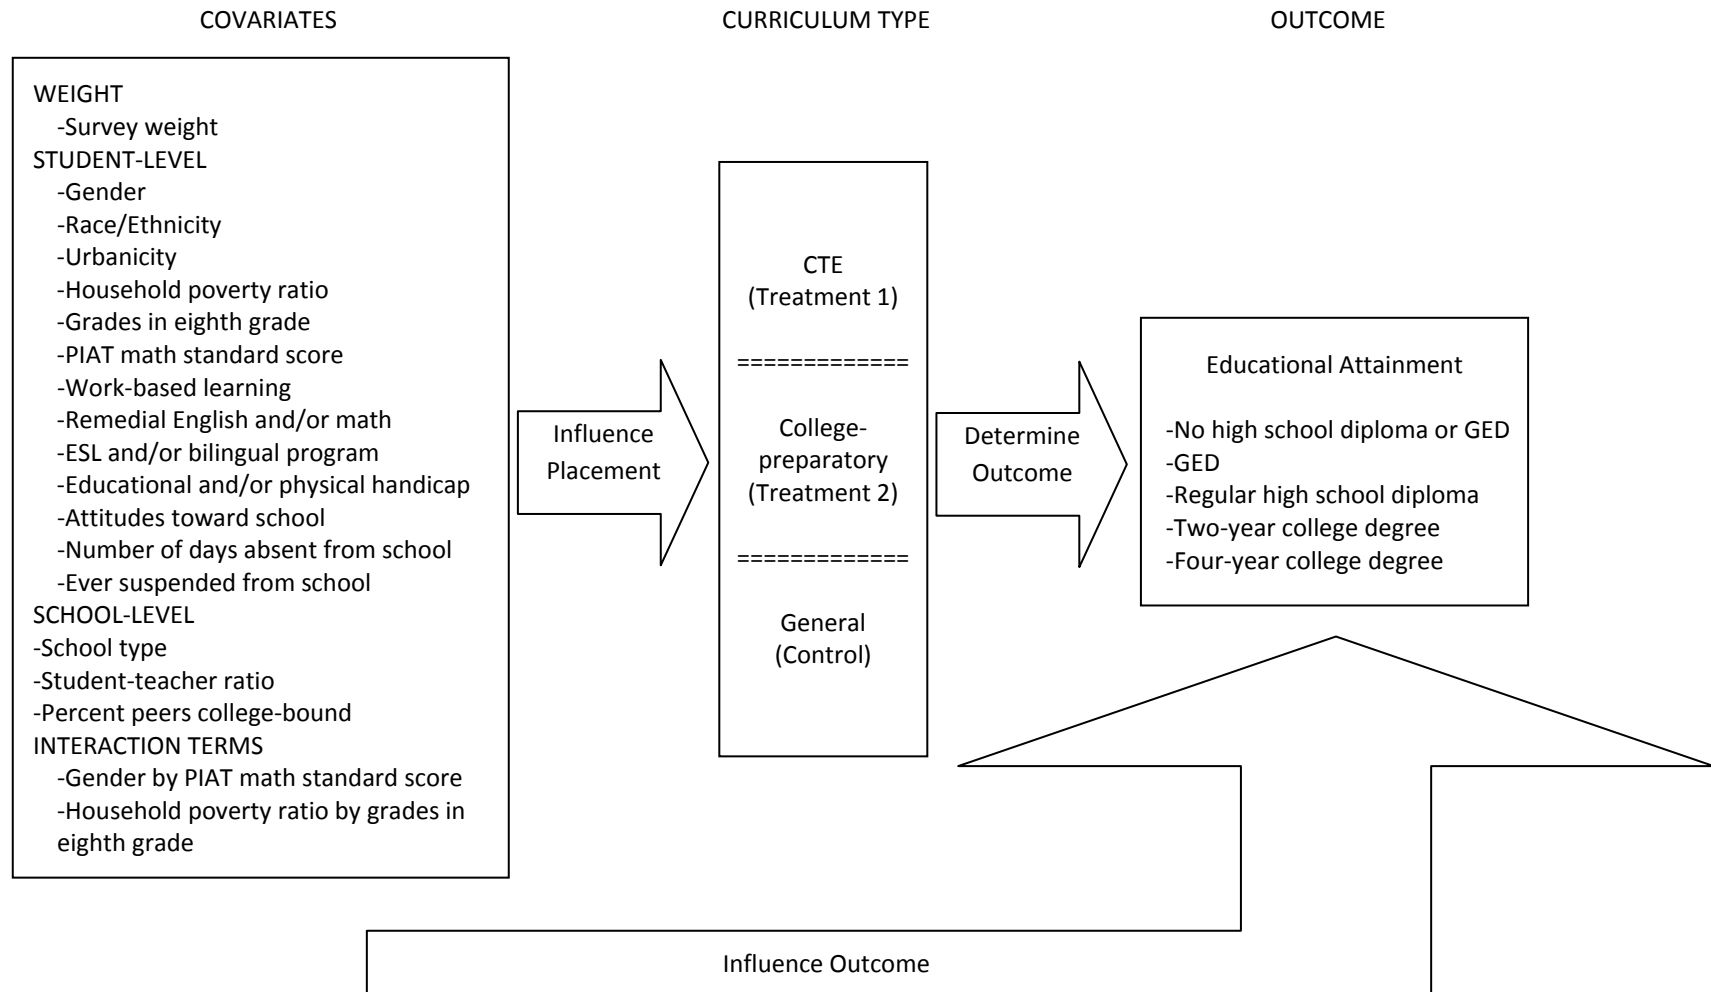 COVARIATES
CURRICULUM TYPE
OUTCOME
WEIGHT
-Survey weight
STUDENT-LEVEL
-Gender
-Race/Ethnicity
-Urbanicity
-Household poverty ratio
-Grades in eighth grade
-PIAT math standard score
-Work-based learning
-Remedial English and/or math
-ESL and/or bilingual program
-Educational and/or physical handicap
-Attitudes toward school
-Number of days absent from school
-Ever suspended from school
SCHOOL-LEVEL
-School type
-Student-teacher ratio
-Percent peers college-bound
INTERACTION TERMS
-Gender by PIAT math standard score
-Household poverty ratio by grades in
eighth grade
Influence
Placement
CTE
(Treatment 1)
=============
College-
preparatory
(Treatment 2)
=============
General
(Control)
Determine
Outcome
Educational Attainment
-No high school diploma or GED
-GED
-Regular high school diploma
-Two-year college degree
-Four-year college degree
Influence Outcome